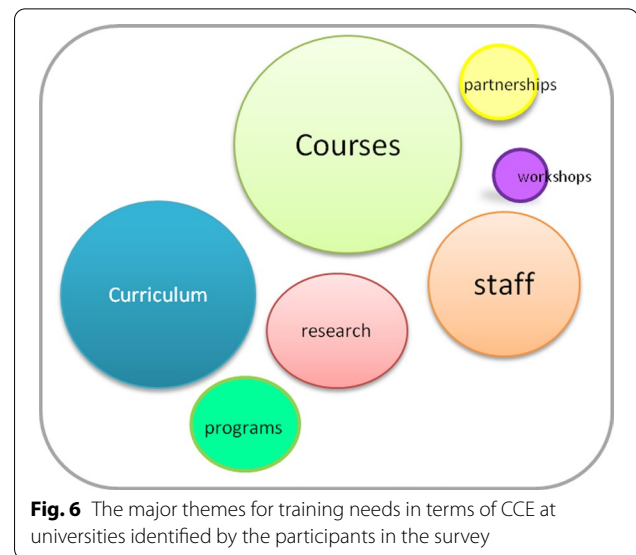 partnerships
Courses
workshops
staff
Curriculum
research
programs
Fig. 6 The major themes for training needs in terms of CCE at
universities identified by the participants in the survey